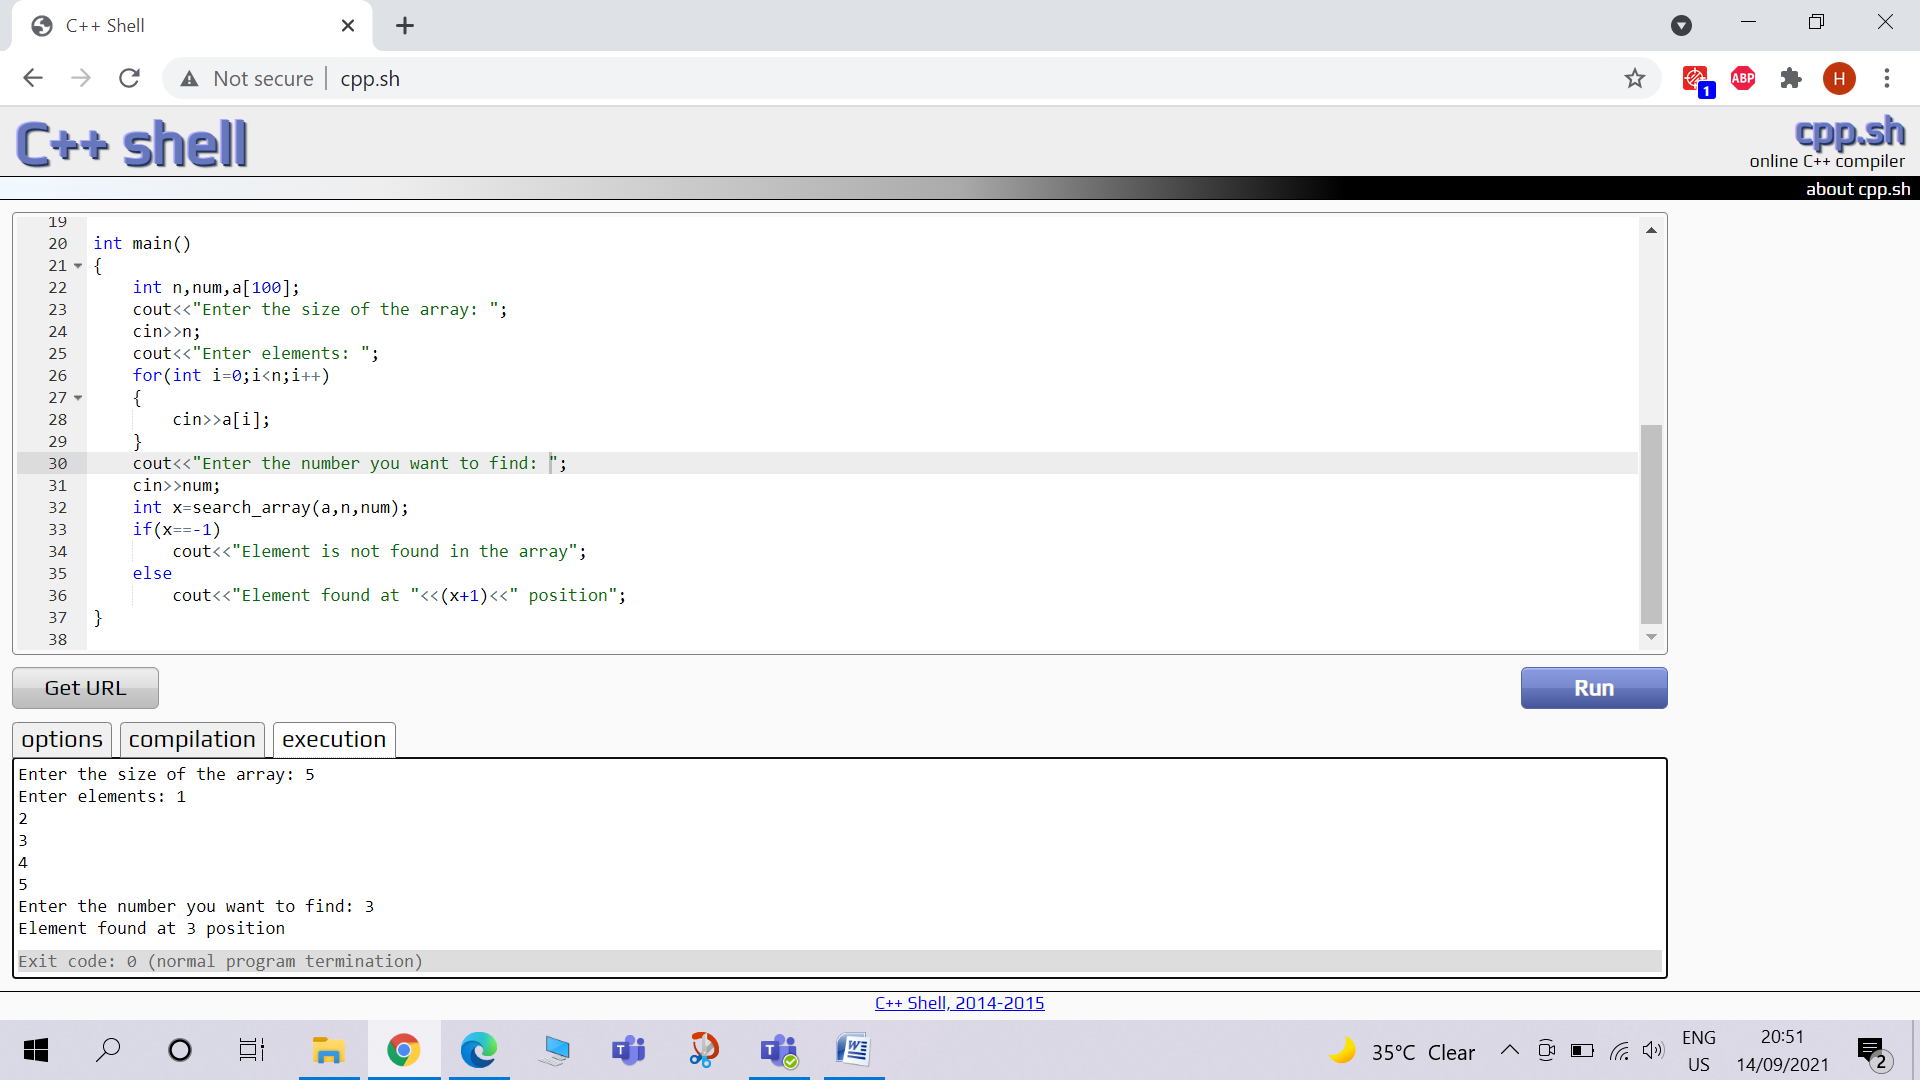 C++ Shell
Not secure | cpp.sh
1
ABP
H
C++ shell
cpp.sh
online C++ compiler
about cpp.sh
19
20 int main()
21 {
22 int n,num,a[100];
23 cout<<"Enter the size of the array: ";
24 cin>>n;
25 cout<<"Enter elements: ";
26 for(int i=0;i<n;i++)
27 {
28 cin>>a[i];
29 }
30 cout<<"Enter the number you want to find: ";
31 cin>>num;
32 int x=search_array(a,n,num);
33 if(x==-1)
34 cout<<"Element is not found in the array";
35 else
36 cout<<"Element found at "<<(x+1)<<" position";
37 }
38
Get URL
Run
options
compilation
execution
Enter the size of the array: 5
Enter elements: 1
2
3
4
5
Enter the number you want to find: 3
Element found at 3 position
Exit code: 0 (normal program termination)
C++ Shell, 2014-2015
35°C Clear
ENG
US
20:51
14/09/2021
2